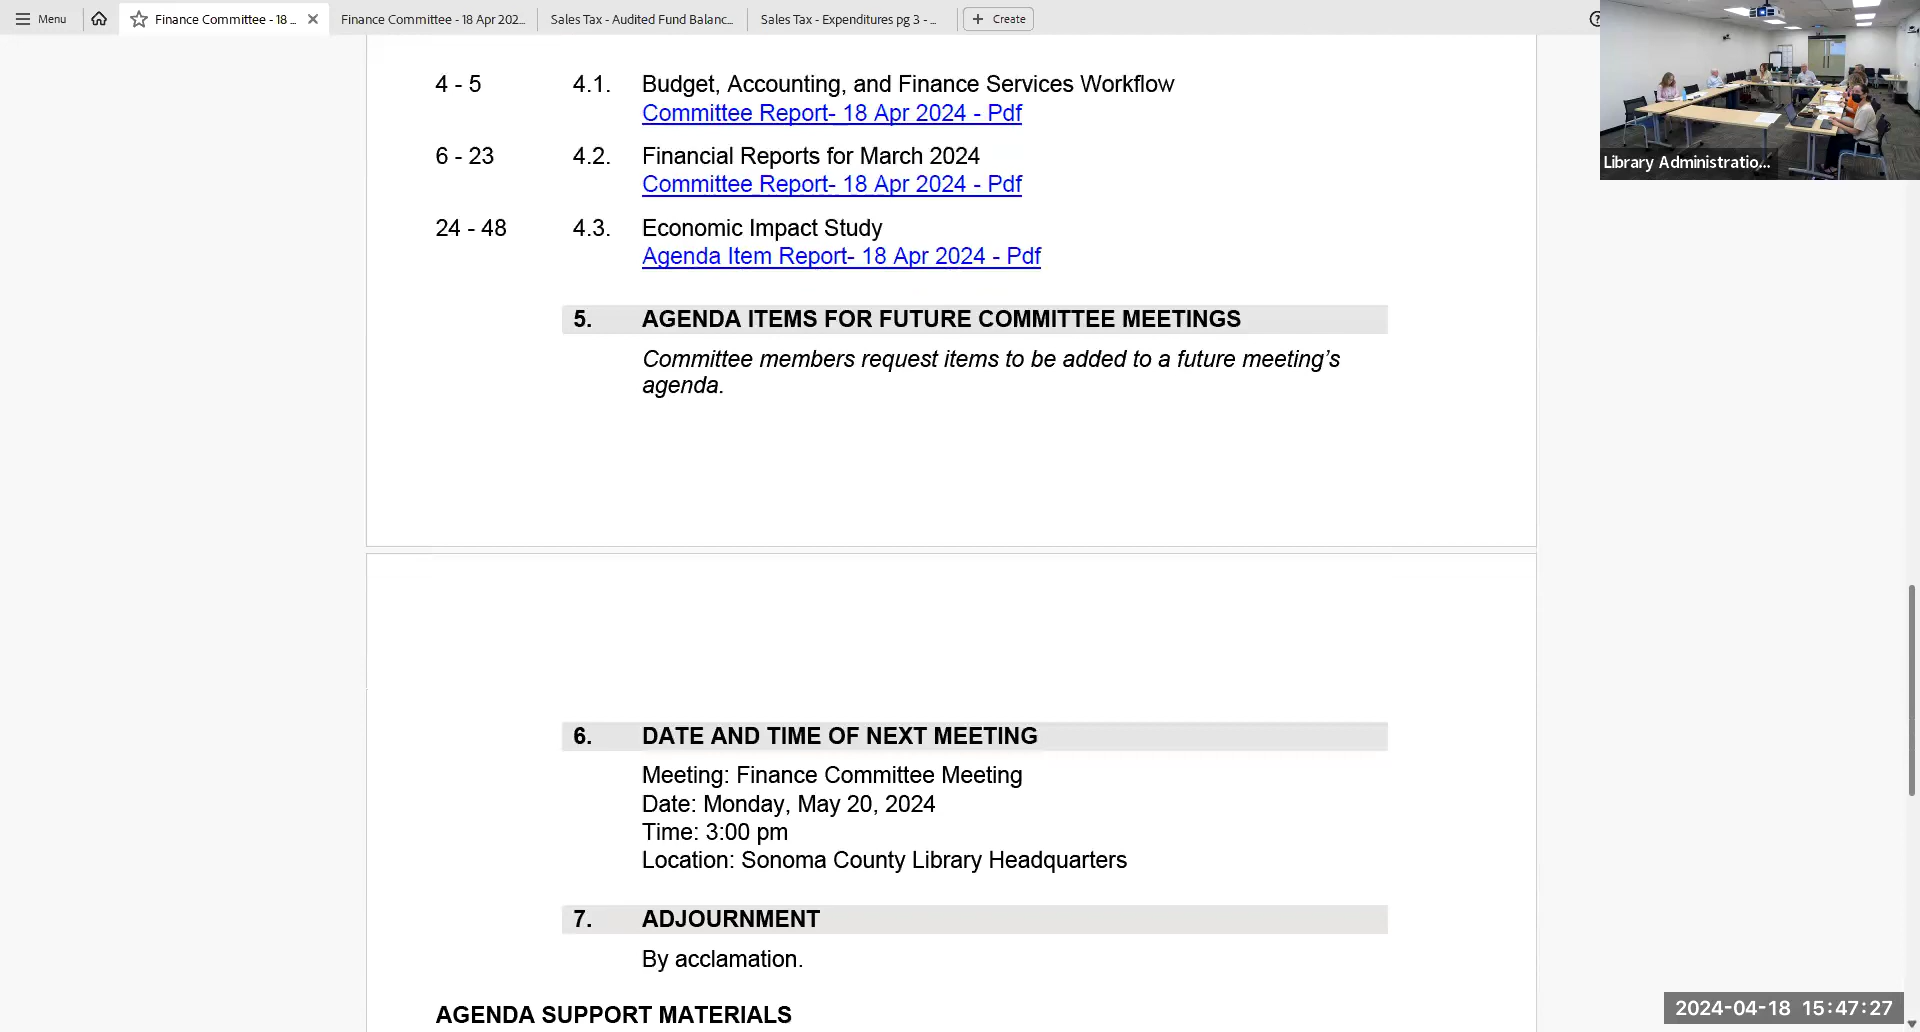 Menu
Finance Committee - 18 ...
Finance Committee - 18 Apr 202...
Sales Tax - Audited Fund Balanc...
Sales Tax - Expenditures pg 3 - ...
+ Create
Library Administratio...
4 - 5 4.1. Budget, Accounting, and Finance Services Workflow
Committee Report- 18 Apr 2024 - Pdf
6 - 23 4.2. Financial Reports for March 2024
Committee Report- 18 Apr 2024 - Pdf
24 - 48 4.3. Economic Impact Study
Agenda Item Report- 18 Apr 2024 - Pdf
5. AGENDA ITEMS FOR FUTURE COMMITTEE MEETINGS
Committee members request items to be added to a future meeting’s
agenda.
6. DATE AND TIME OF NEXT MEETING
Meeting: Finance Committee Meeting
Date: Monday, May 20, 2024
Time: 3:00 pm
Location: Sonoma County Library Headquarters
7. ADJOURNMENT
By acclamation.
AGENDA SUPPORT MATERIALS
2024-04-18 15:47:27